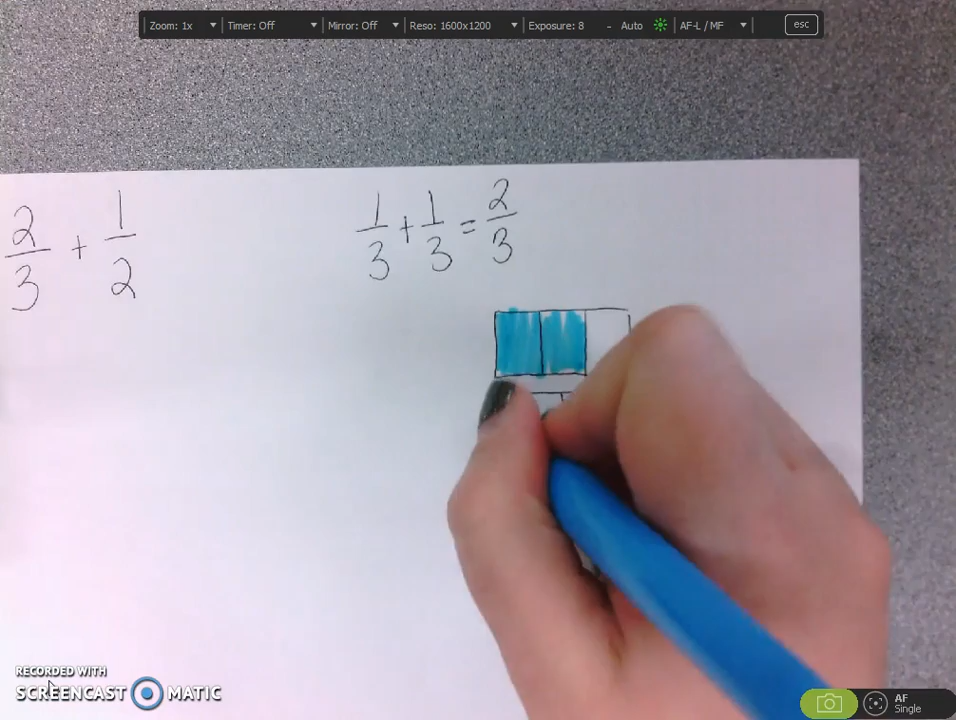 Zoom: 1x Timer: Off Mirror: Off Reso: 1600x1200 Exposure: 8 - Auto AF-L / MF esc
2/3 + 1/2
1/3 + 1/3 = 2/3
RECORDED WITH
SCREENCAST MATIC
AF
Single